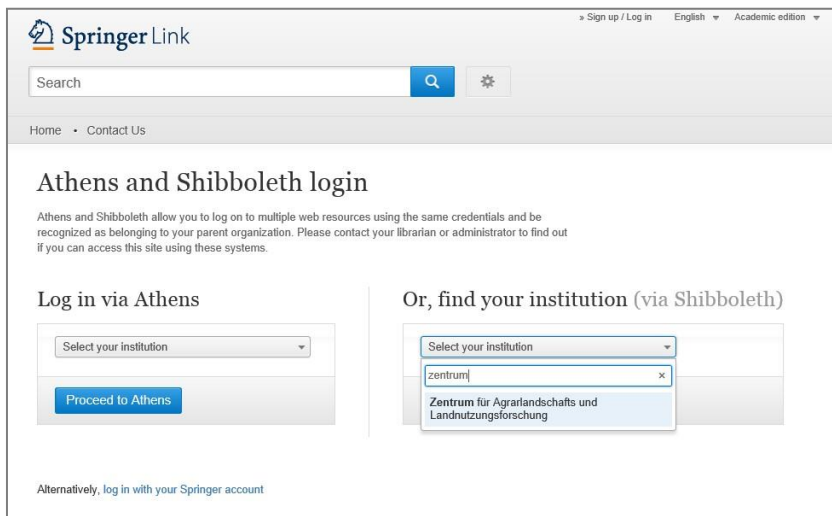 » Sign up / Log in English Academic edition
Springer Link
Search
Home • Contact Us
Athens and Shibboleth login
Athens and Shibboleth allow you to log on to multiple web resources using the same credentials and be
recognized as belonging to your parent organization. Please contact your librarian or administrator to find out
if you can access this site using these systems.
Log in via Athens
Select your institution
Proceed to Athens
Or, find your institution (via Shibboleth)
Select your institution
zentrum
Zentrum für Agrarlandschafts und
Landnutzungsforschung
Alternatively, log in with your Springer account